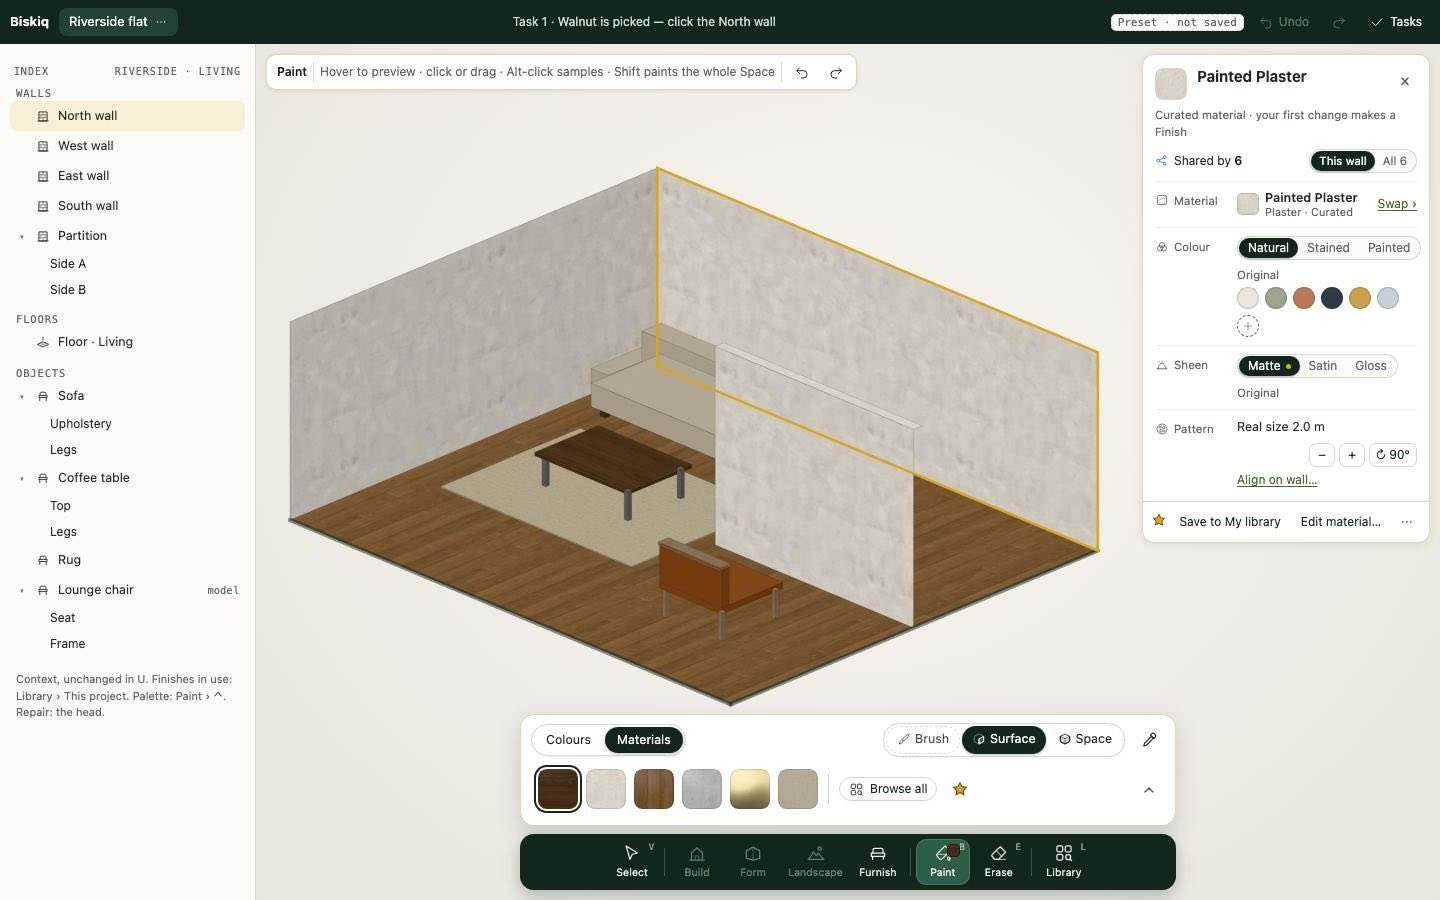 Biskiq
Riverside flat ···
Task 1 · Walnut is picked — click the North wall
Preset · not saved
Undo
Tasks
INDEX
RIVERSIDE · LIVING
WALLS
North wall
West wall
East wall
South wall
Partition
Side A
Side B
FLOORS
Floor · Living
OBJECTS
Sofa
Upholstery
Legs
Coffee table
Top
Legs
Rug
Lounge chair
model
Seat
Frame
Context, unchanged in U. Finishes in use:
Library › This project. Palette: Paint › ^.
Repair: the head.
Paint
Hover to preview · click or drag · Alt-click samples · Shift paints the whole Space
Painted Plaster
×
Curated material · your first change makes a
Finish
Shared by 6
This wall
All 6
Material
Painted Plaster
Plaster · Curated
Swap ›
Colour
Natural
Stained
Painted
Original
+
Sheen
Matte
Satin
Gloss
Original
Pattern
Real size 2.0 m
−
+
90°
Align on wall...
Save to My library
Edit material...
···
Colours
Materials
Brush
Surface
Space
Browse all
Select
V
Build
Form
Landscape
Furnish
Paint
B
Erase
E
Library
L